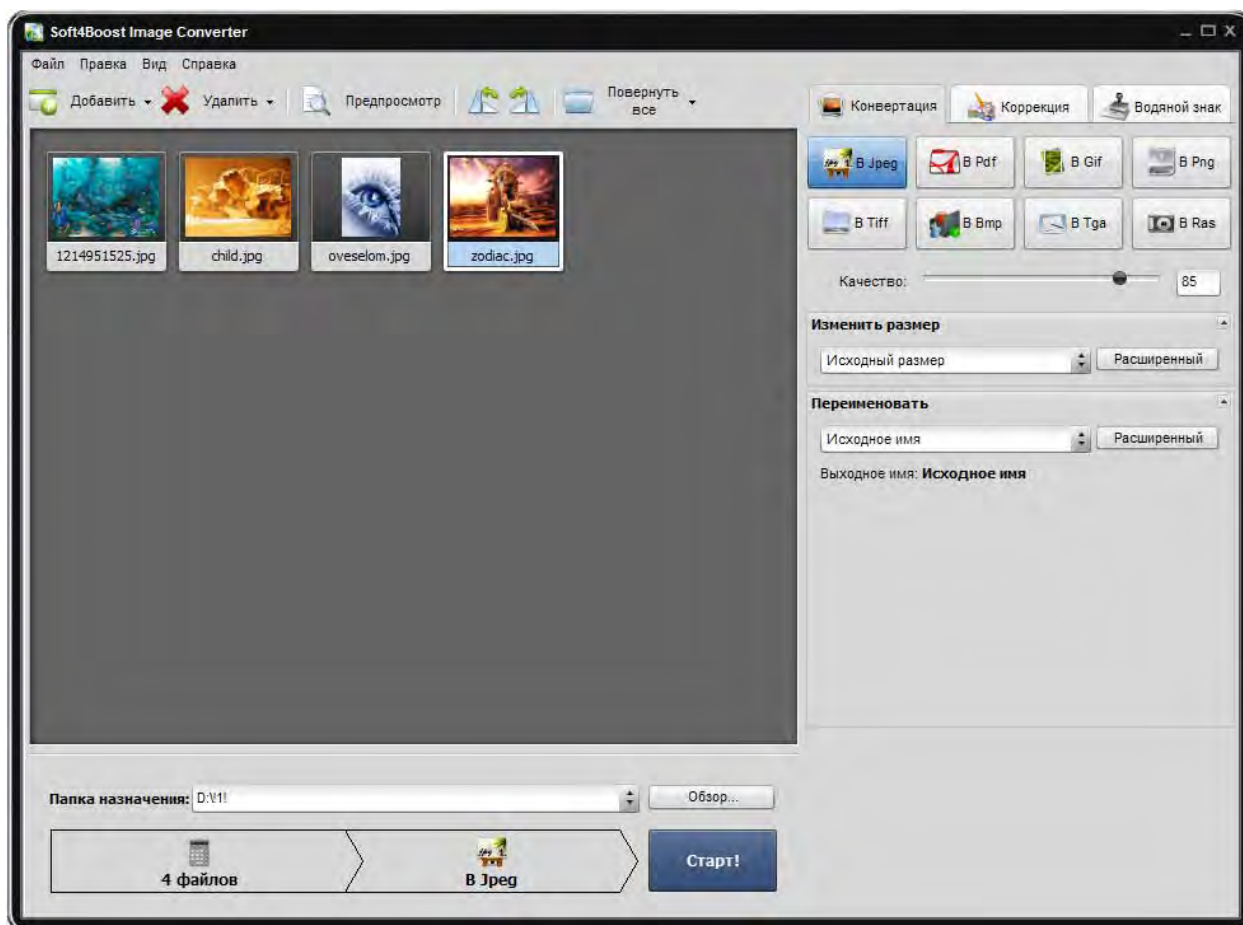 Soft4Boost Image Converter
Файл Правка Вид Справка
Добавить Удалить Предпросмотр Повернуть все
Конвертация Коррекция Водяной знак
В Jpeg В Pdf В Gif В Png
В Tiff В Bmp В Tga В Ras
Качество: 85
Изменить размер
Исходный размер Расширенный
Переименовать
Исходное имя Расширенный
Выходное имя: Исходное имя
1214951525.jpg child.jpg oveselom.jpg zodiac.jpg
Папка назначения: D:\!1! Обзор...
4 файлов В Jpeg Старт!